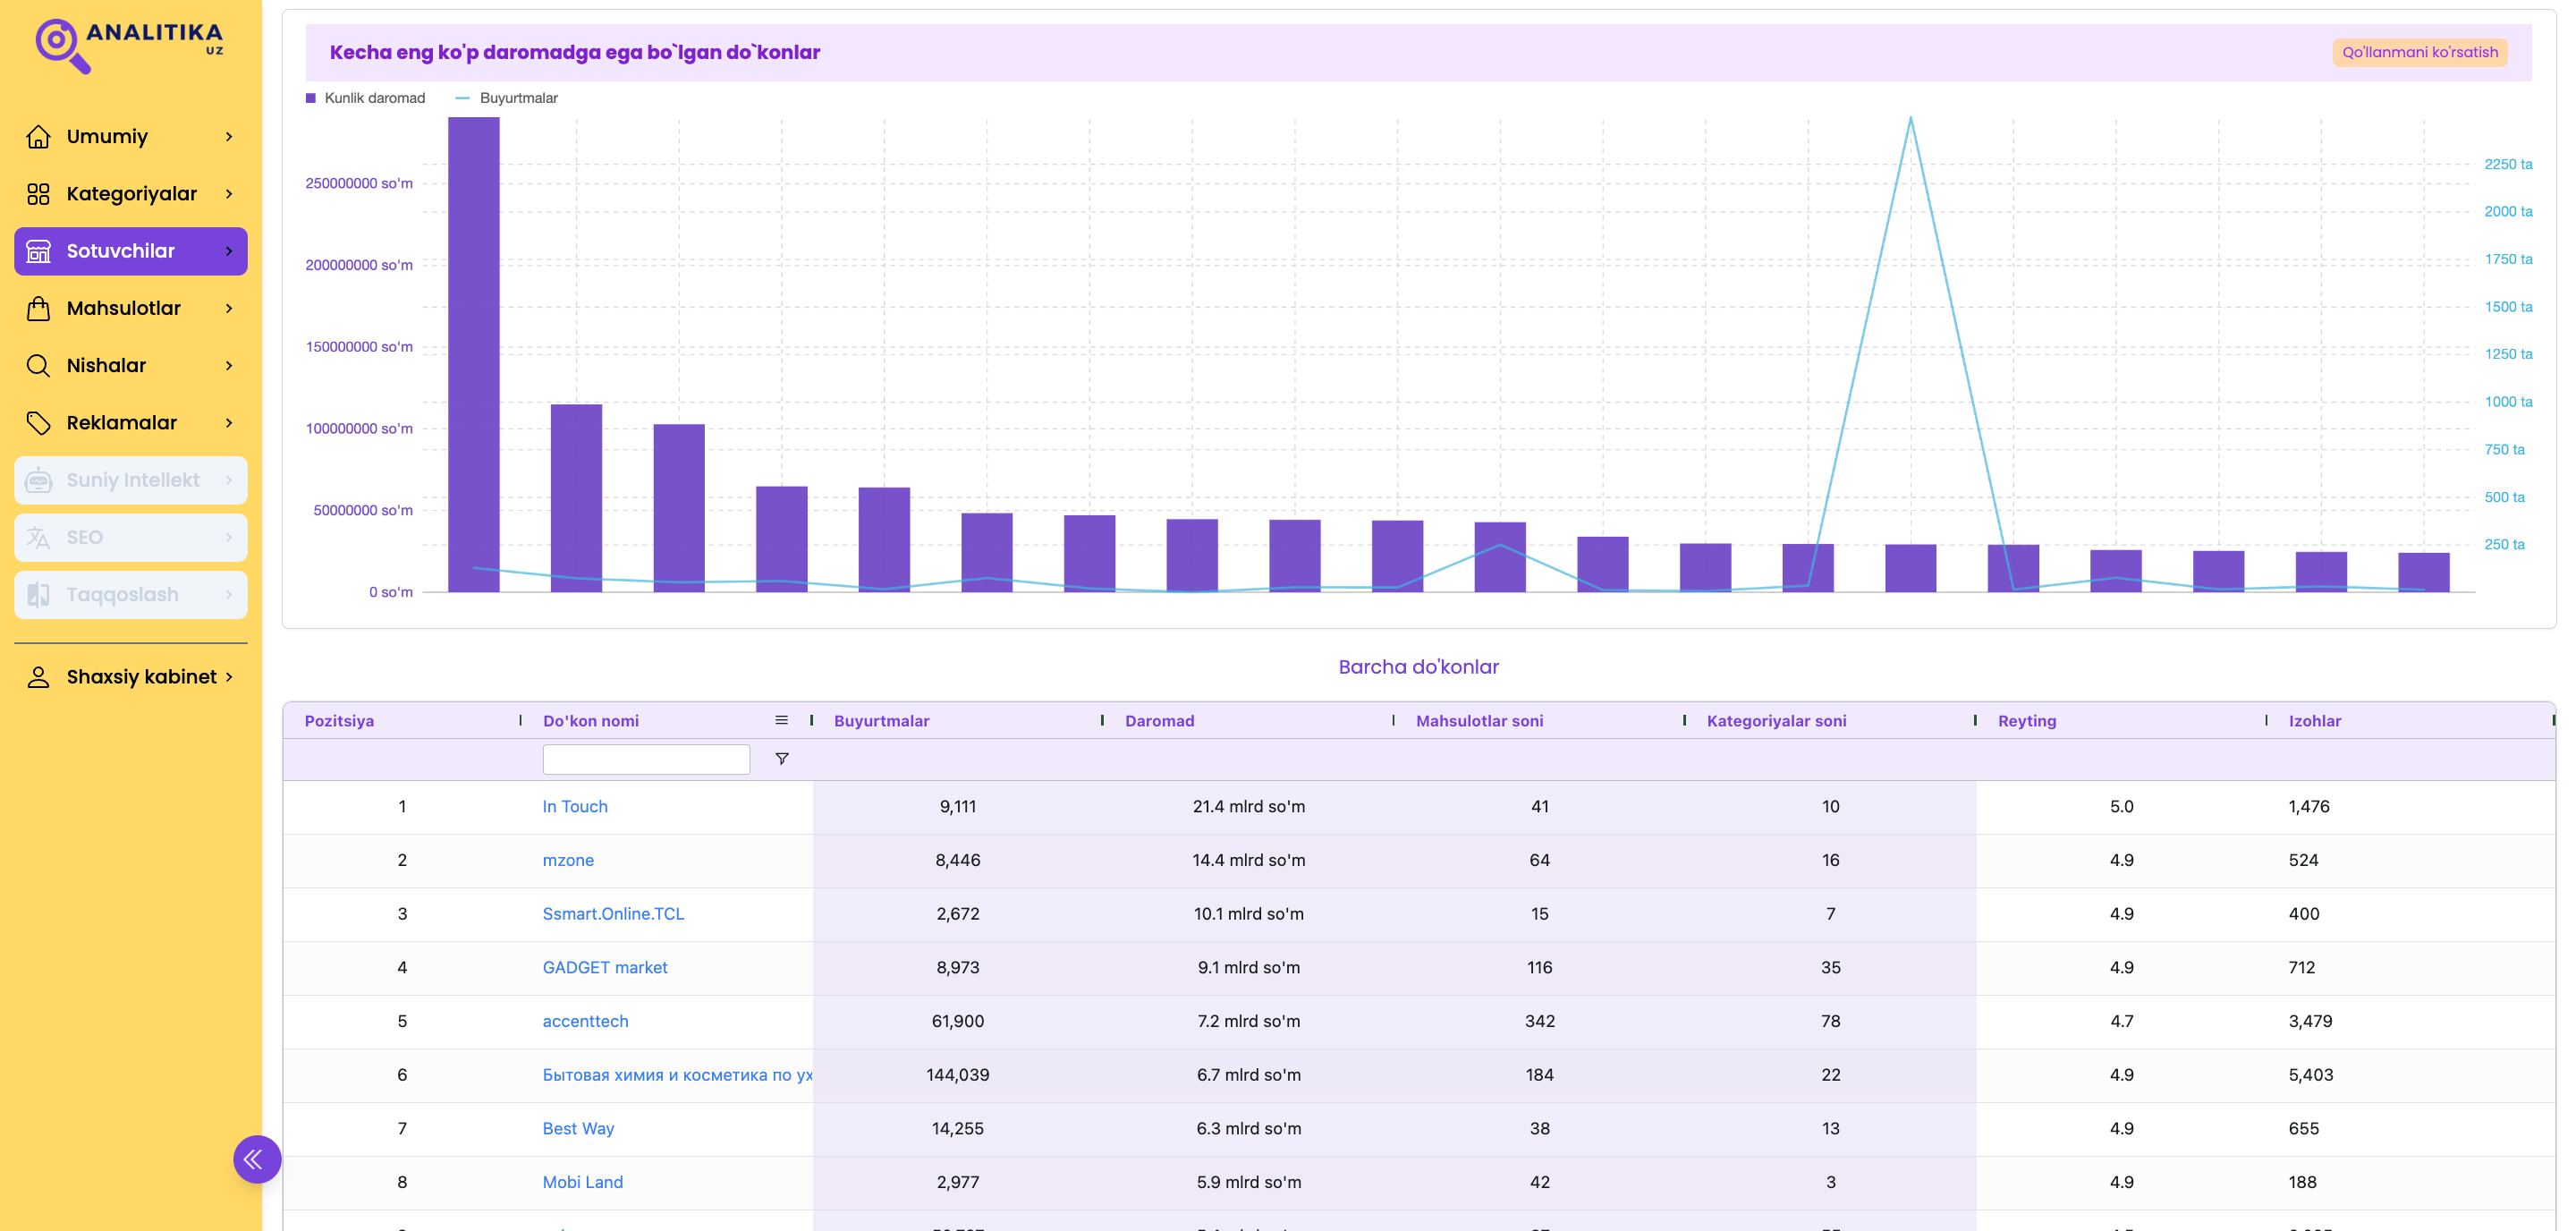 ANALITIKA
UZ
Umumiy
Kategoriyalar
Sotuvchilar
Mahsulotlar
Nishalar
Reklamalar
Suniy Intellekt
SEO
Taqqoslash
Shaxsiy kabinet
Kecha eng ko'p daromadga ega bo`lgan do`konlar
Qo'llanmani ko'rsatish
Kunlik daromad Buyurtmalar
250000000 so'm
200000000 so'm
150000000 so'm
100000000 so'm
50000000 so'm
0 so'm
2250 ta
2000 ta
1750 ta
1500 ta
1250 ta
1000 ta
750 ta
500 ta
250 ta
Barcha do'konlar
Pozitsiya Do'kon nomi Buyurtmalar Daromad Mahsulotlar soni Kategoriyalar soni Reyting Izohlar
1 In Touch 9,111 21.4 mlrd so'm 41 10 5.0 1,476
2 mzone 8,446 14.4 mlrd so'm 64 16 4.9 524
3 Ssmart.Online.TCL 2,672 10.1 mlrd so'm 15 7 4.9 400
4 GADGET market 8,973 9.1 mlrd so'm 116 35 4.9 712
5 accenttech 61,900 7.2 mlrd so'm 342 78 4.7 3,479
6 Бытовая химия и косметика по ух 144,039 6.7 mlrd so'm 184 22 4.9 5,403
7 Best Way 14,255 6.3 mlrd so'm 38 13 4.9 655
8 Mobi Land 2,977 5.9 mlrd so'm 42 3 4.9 188